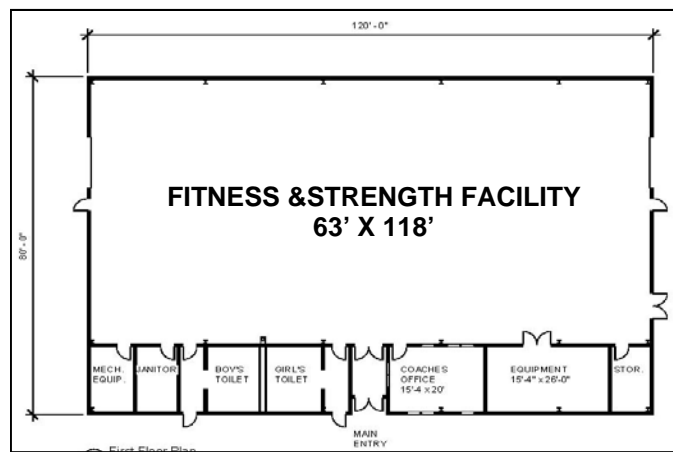 120'-0"
FITNESS &STRENGTH FACILITY
63' X 118'
80'-0"
MECH.
EQUIP.
JANITOR
BOY'S
TOILET
GIRL'S
TOILET
COACHES
OFFICE
15'-4 x 20'
EQUIPMENT
15'-4" x 26'-0"
STOR.
MAIN
ENTRY
First Floor Plan